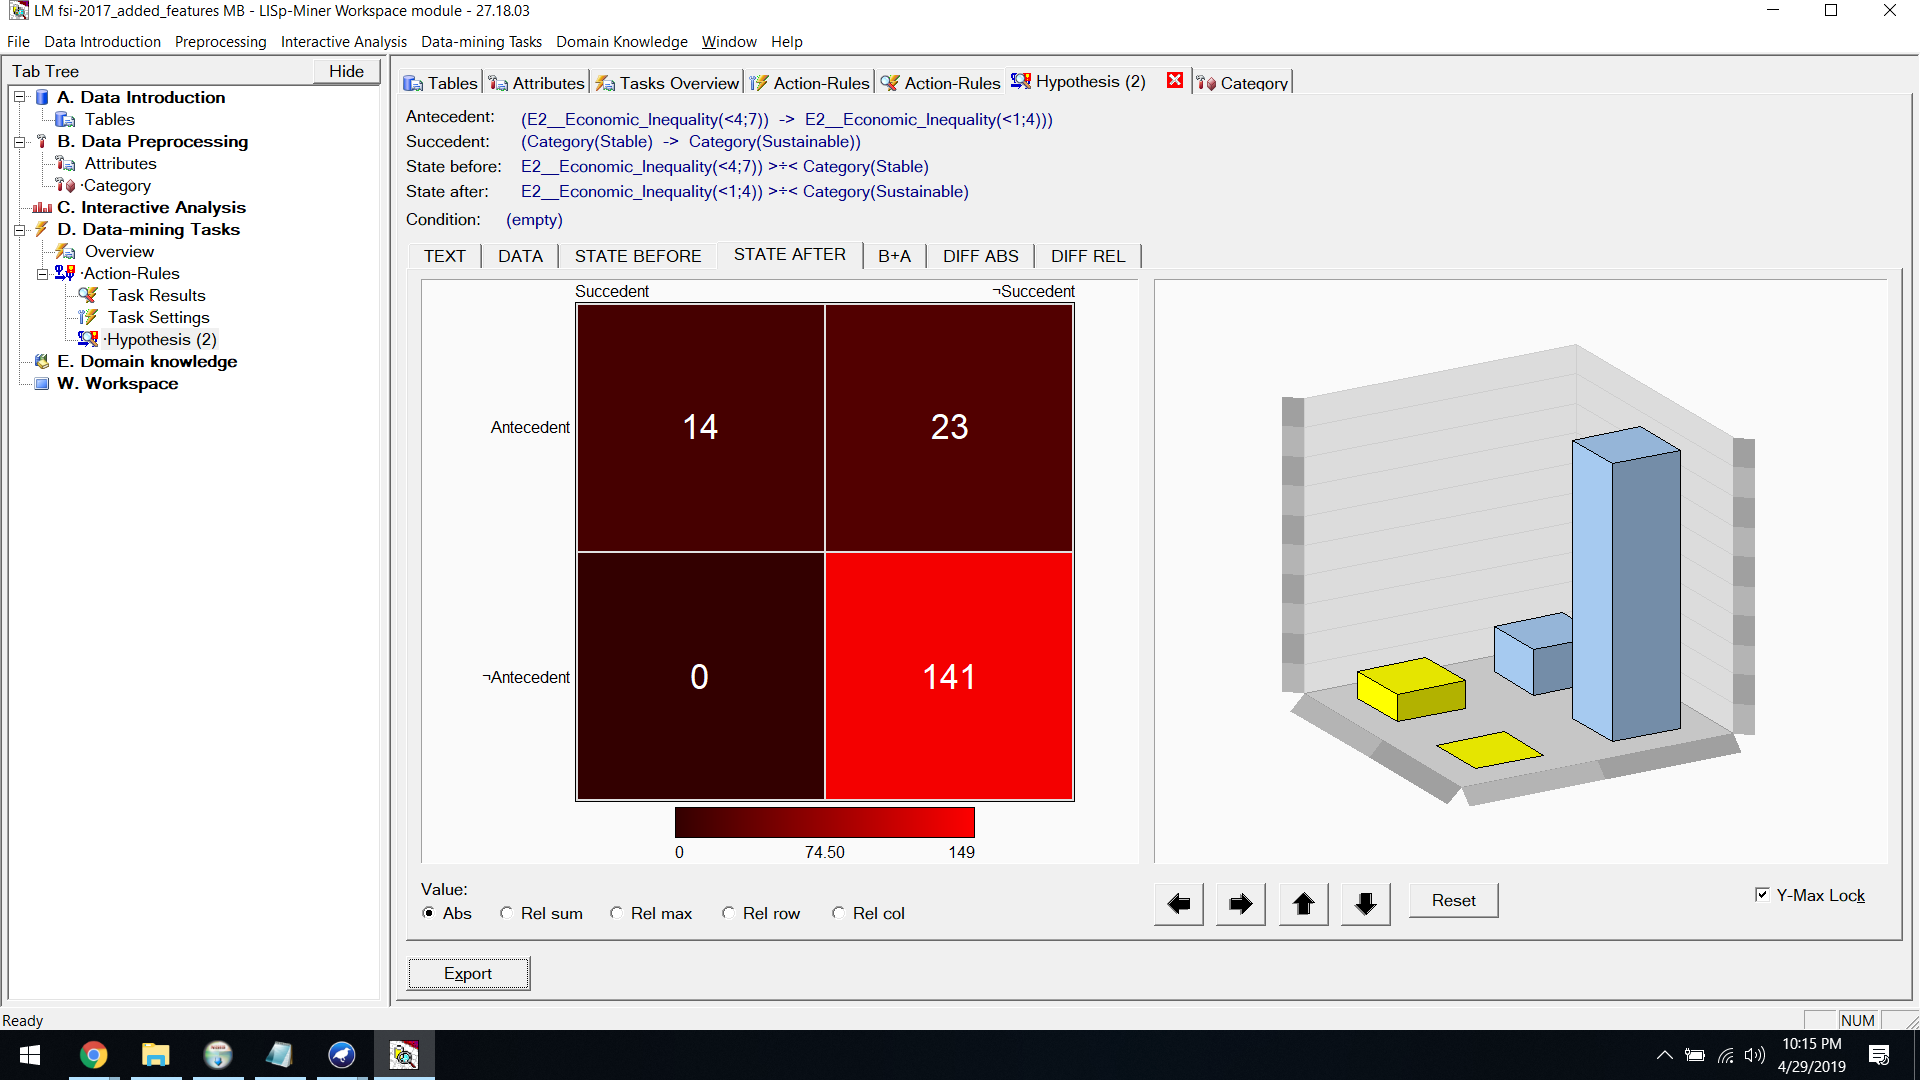 LM fsi-2017_added_features MB - LISp-Miner Workspace module - 27.18.03
File Data Introduction Preprocessing Interactive Analysis Data-mining Tasks Domain Knowledge Window Help
Tab Tree Hide
A. Data Introduction
Tables
B. Data Preprocessing
Attributes
·Category
C. Interactive Analysis
D. Data-mining Tasks
Overview
·Action-Rules
Task Results
Task Settings
·Hypothesis (2)
E. Domain knowledge
W. Workspace
Tables Attributes Tasks Overview Action-Rules Action-Rules Hypothesis (2) Category
Antecedent: (E2__Economic_Inequality(<4;7)) -> E2__Economic_Inequality(<1;4)))
Succedent: (Category(Stable) -> Category(Sustainable))
State before: E2__Economic_Inequality(<4;7)) >÷< Category(Stable)
State after: E2__Economic_Inequality(<1;4)) >÷< Category(Sustainable)
Condition: (empty)
TEXT DATA STATE BEFORE STATE AFTER B+A DIFF ABS DIFF REL
Succedent ¬Succedent
Antecedent 14 23
¬Antecedent 0 141
0 74.50 149
Value:
Abs Rel sum Rel max Rel row Rel col
Reset
Y-Max Lock
Export
Ready
NUM
10:15 PM
4/29/2019